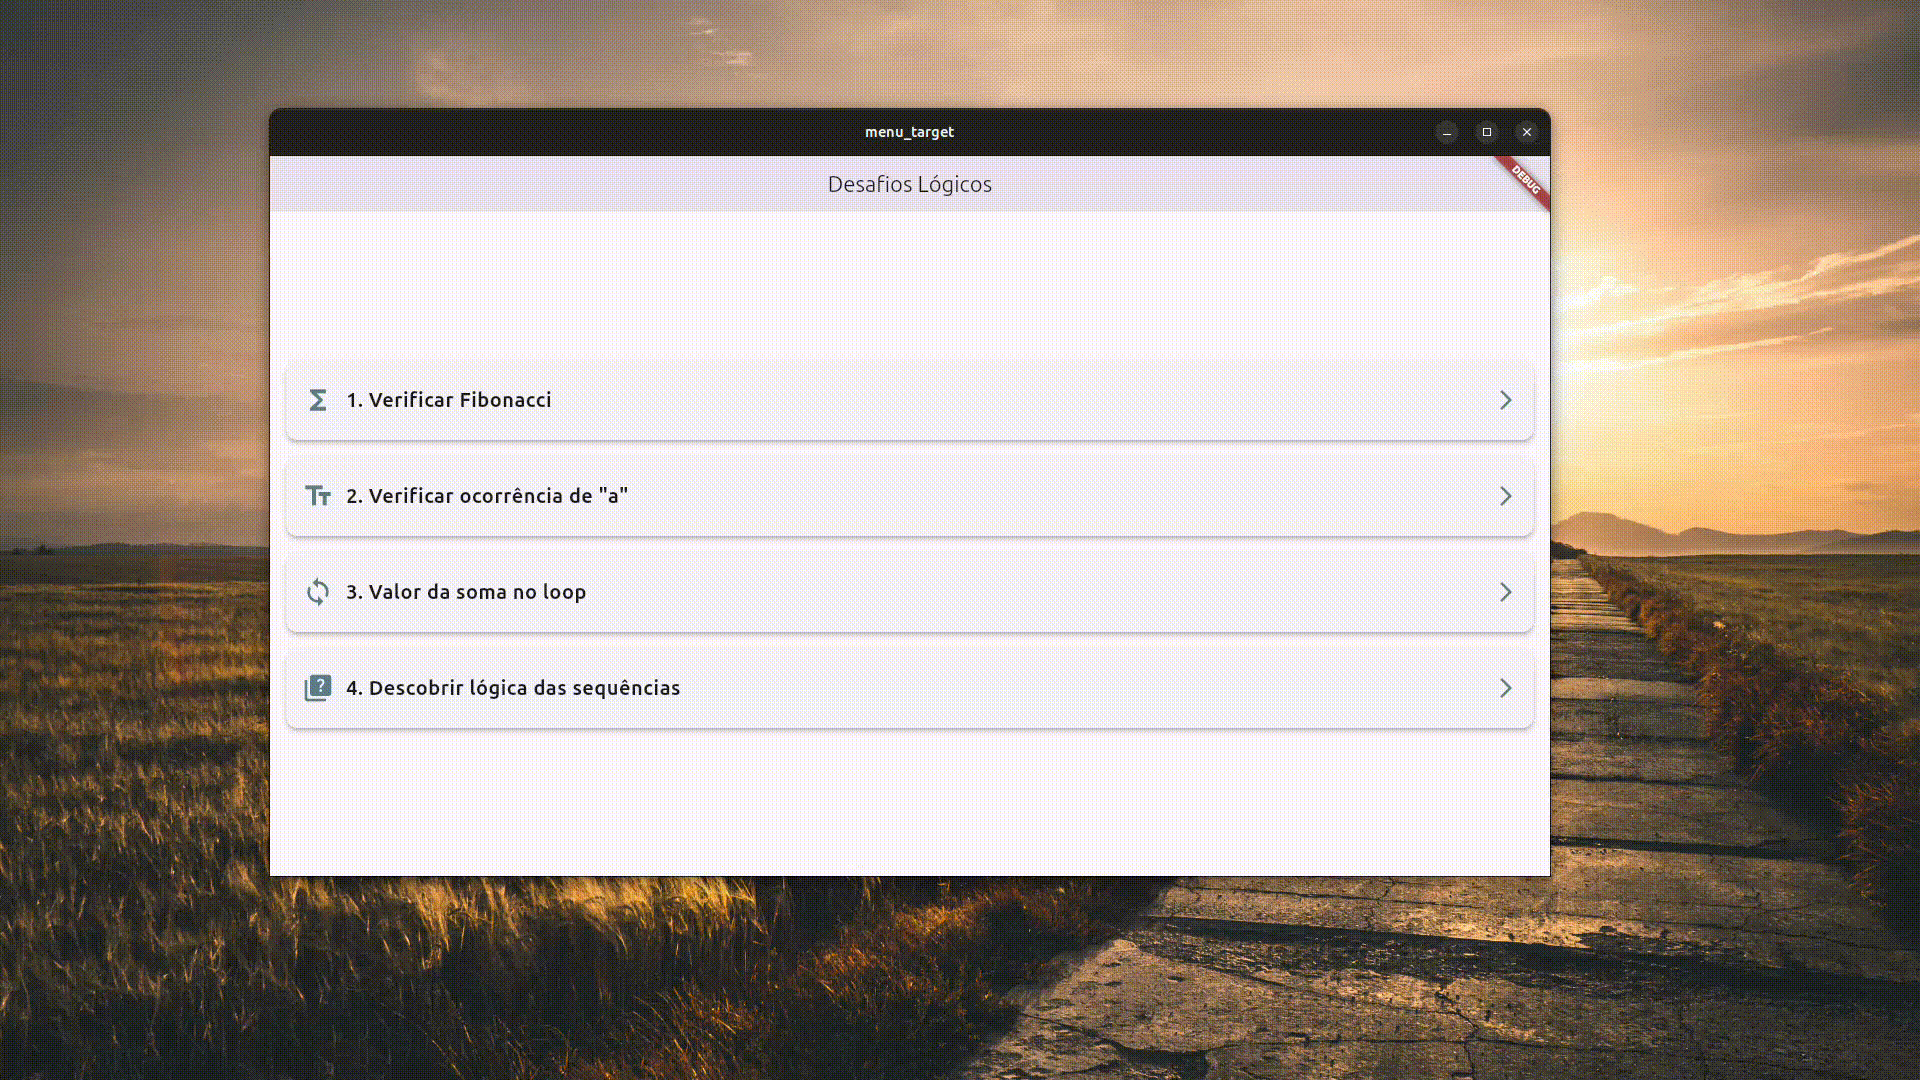 menu_target
Desafios Lógicos
DEBUG
1. Verificar Fibonacci
2. Verificar ocorrência de "a"
3. Valor da soma no loop
4. Descobrir lógica das sequências